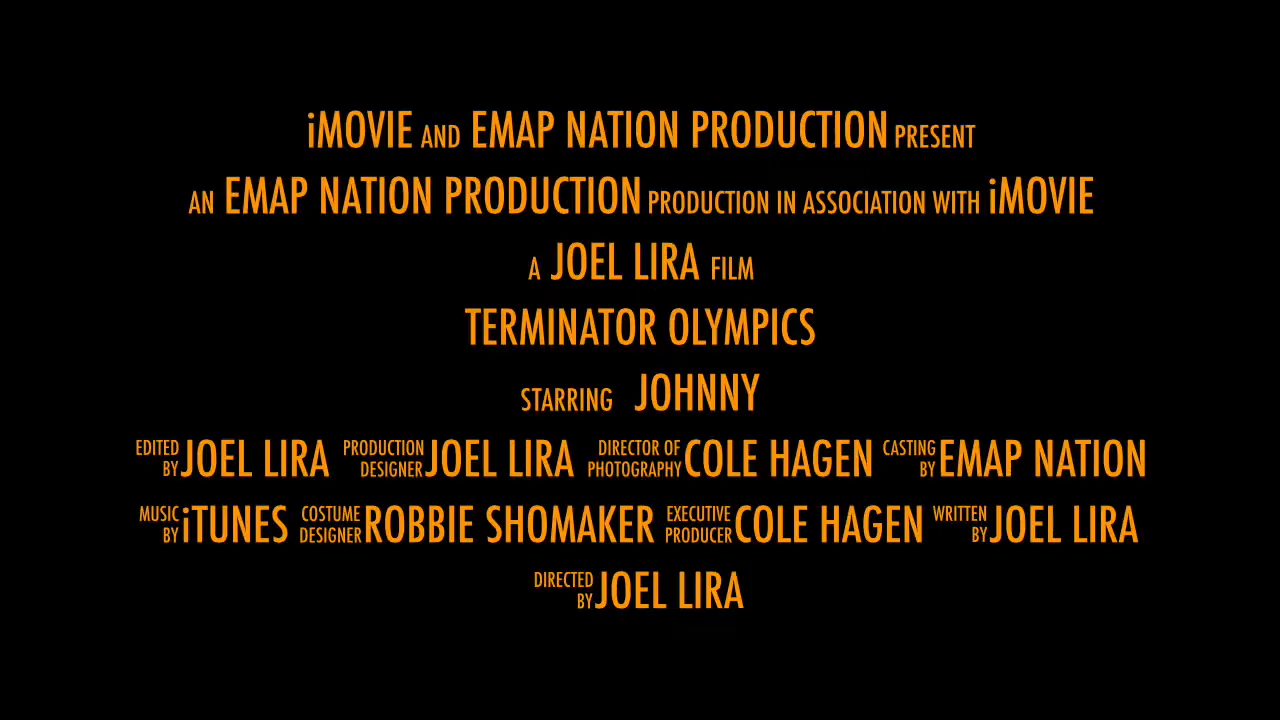 iMOVIE AND EMAP NATION PRODUCTION PRESENT
AN EMAP NATION PRODUCTION PRODUCTION IN ASSOCIATION WITH iMOVIE
A JOEL LIRA FILM
TERMINATOR OLYMPICS
STARRING JOHNNY
EDITED BY JOEL LIRA PRODUCTION DESIGNER JOEL LIRA DIRECTOR OF PHOTOGRAPHY COLE HAGEN CASTING BY EMAP NATION
MUSIC BY iTUNES COSTUME DESIGNER ROBBIE SHOMAKER EXECUTIVE PRODUCER COLE HAGEN WRITTEN BY JOEL LIRA
DIRECTED BY JOEL LIRA